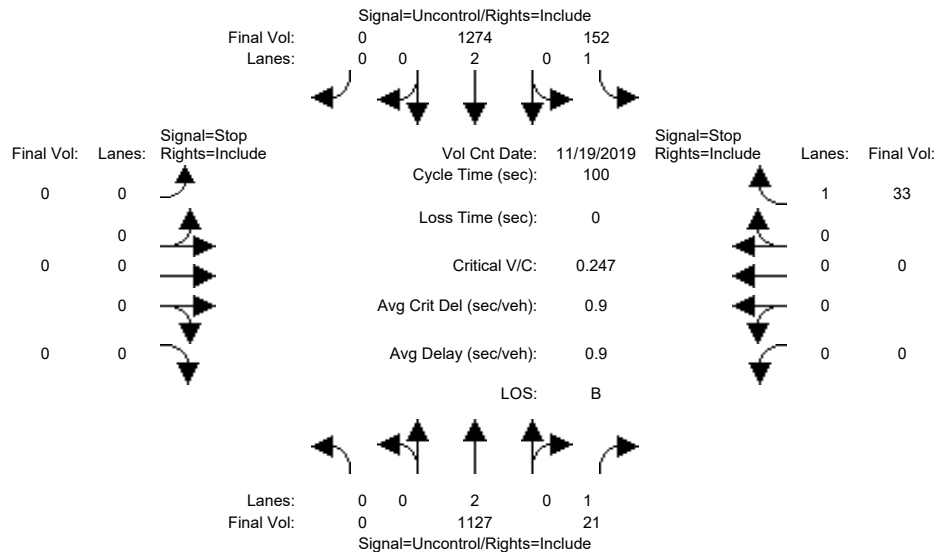 Signal=Uncontrol/Rights=Include
Final Vol: 0 1274 152
Lanes: 0 0 2 0 1
Signal=Stop
Final Vol: Lanes: Rights=Include
Vol Cnt Date: 11/19/2019
Signal=Stop
Rights=Include Lanes: Final Vol:
Cycle Time (sec): 100
0 0
1 33
Loss Time (sec): 0
0
0
0 0
Critical V/C: 0.247
0 0
0
Avg Crit Del (sec/veh): 0.9
0
0 0
Avg Delay (sec/veh): 0.9
0 0
LOS: B
Lanes: 0 0 2 0 1
Final Vol: 0 1127 21
Signal=Uncontrol/Rights=Include